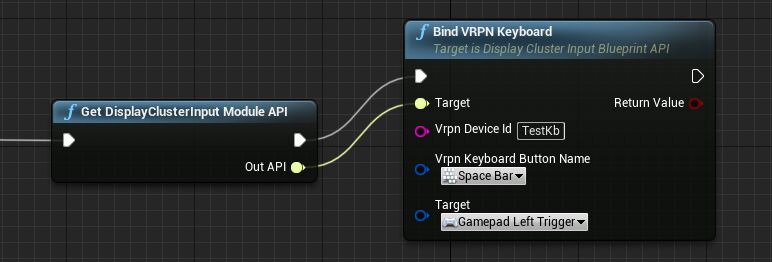 Get DisplayClusterInput Module API
Out API
Bind VRPN Keyboard
Target is Display Cluster Input Blueprint API
Target
Return Value
Vrpn Device Id TestKb
Vrpn Keyboard Button Name
Space Bar
Target
Gamepad Left Trigger